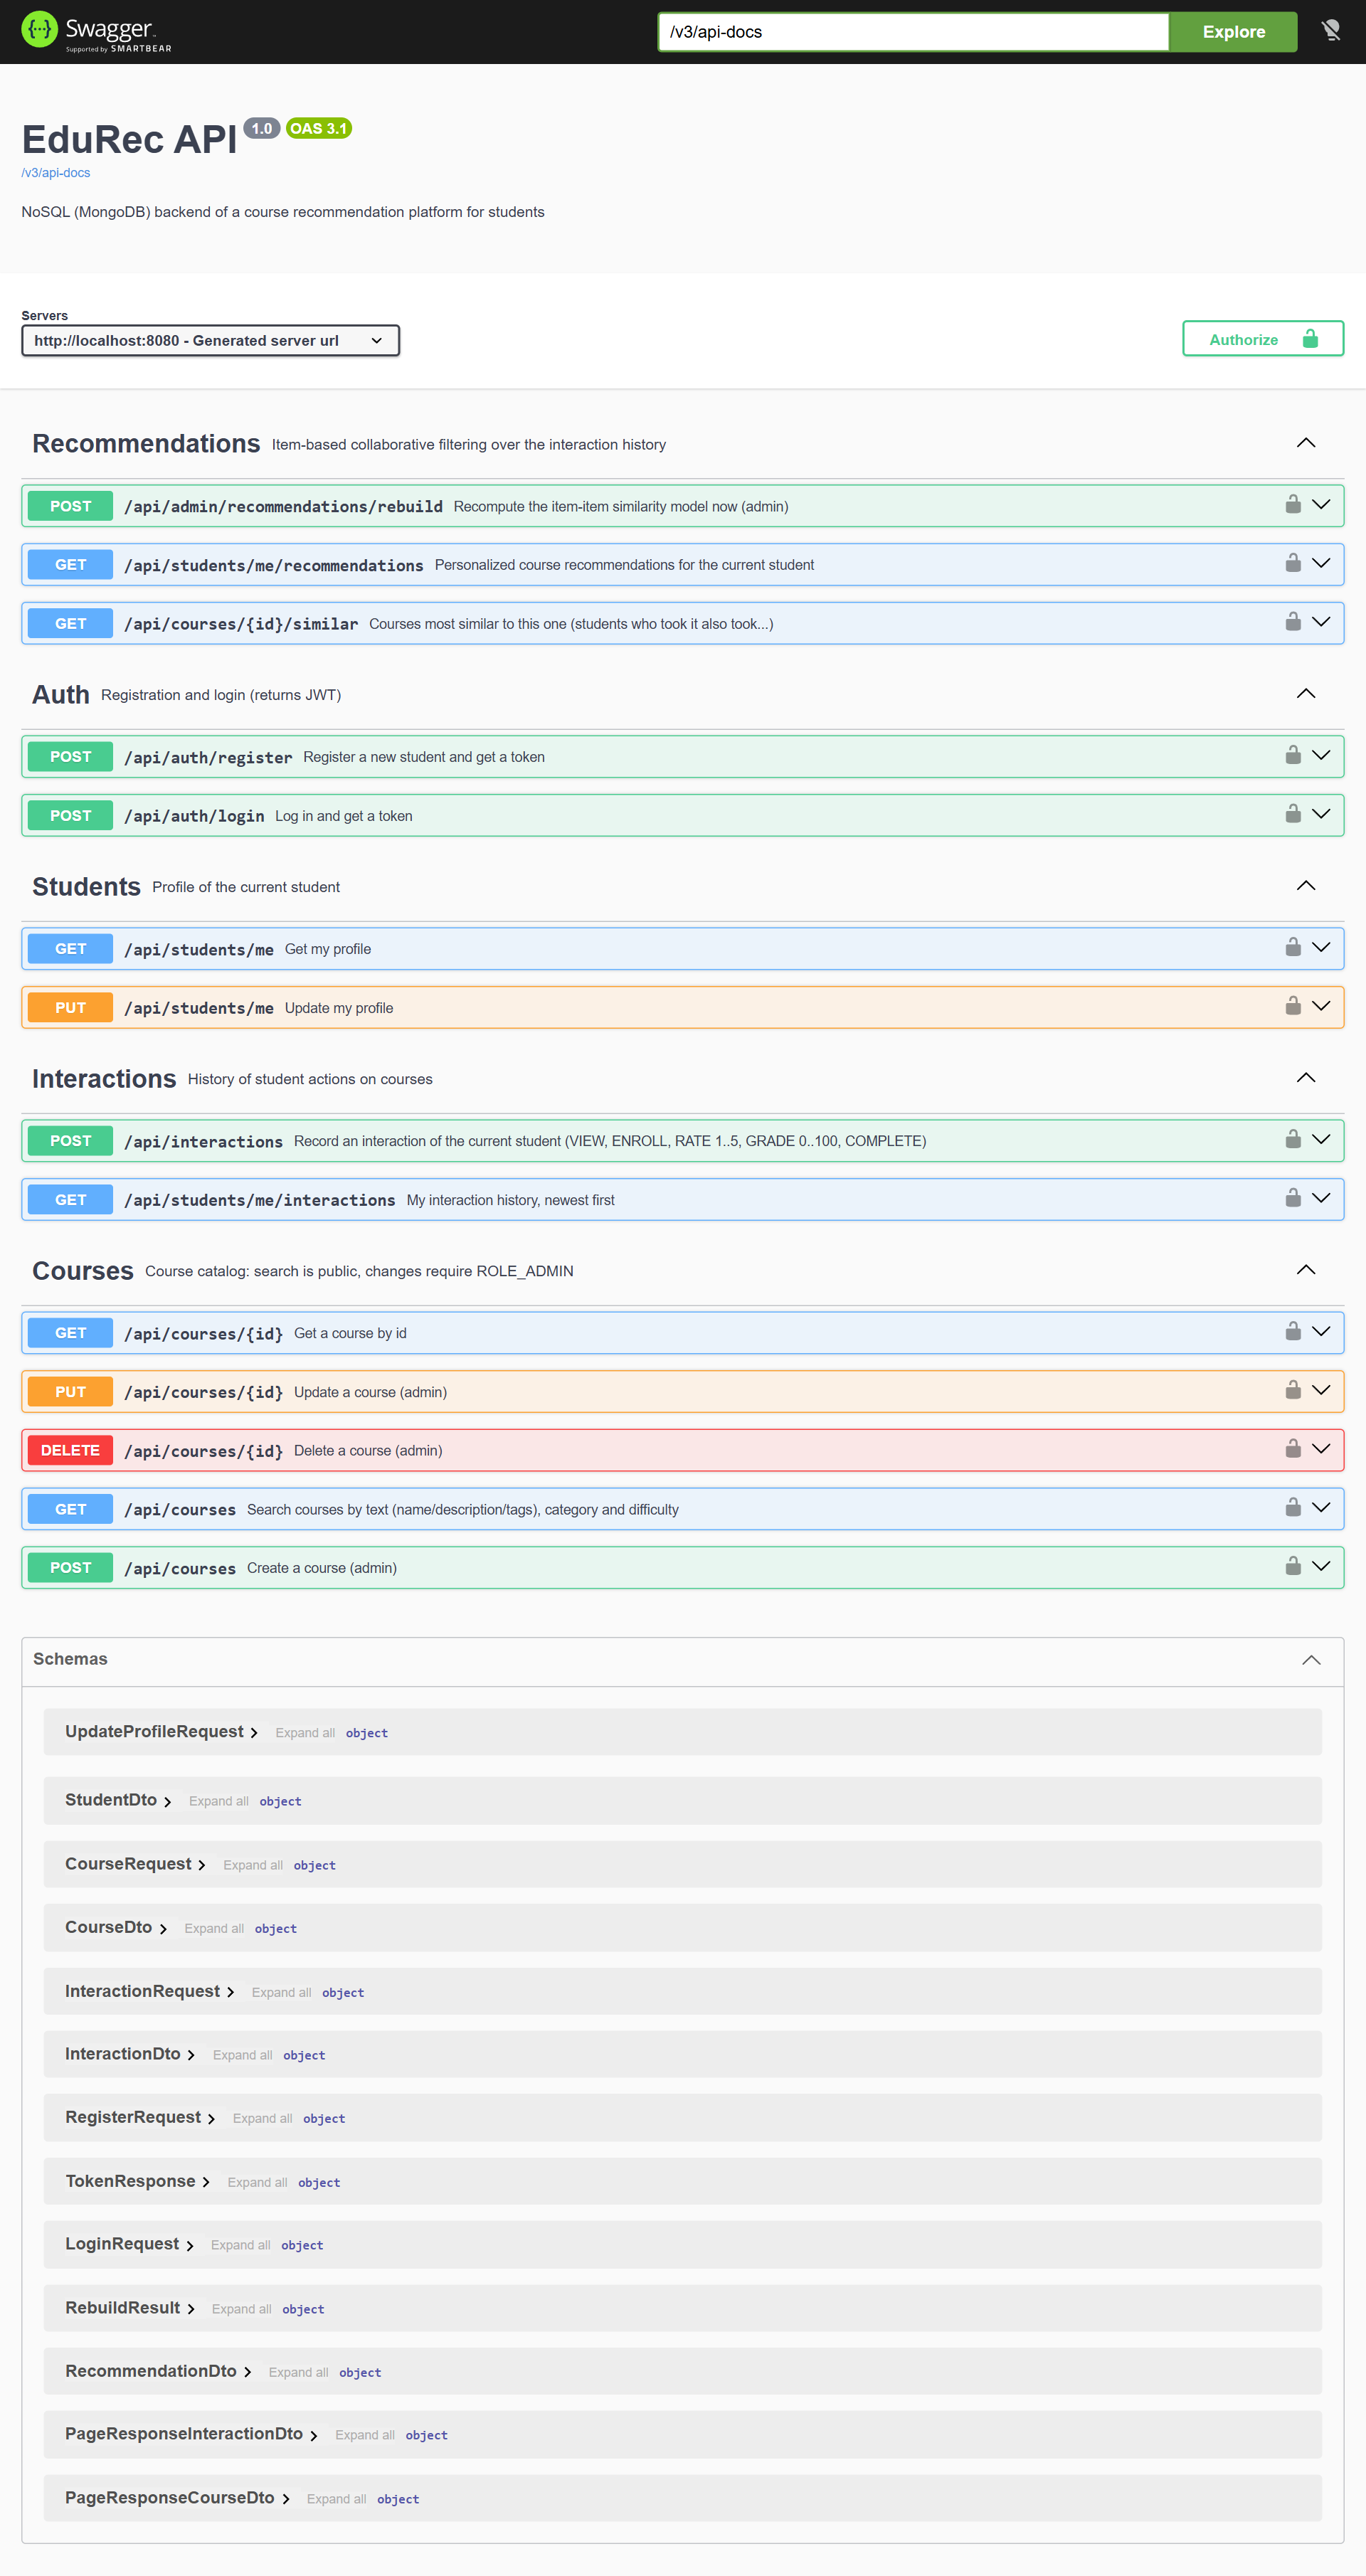 Swagger
Supported by SMARTBEAR
/v3/api-docs
Explore
EduRec API 1.0 OAS 3.1
/v3/api-docs
NoSQL (MongoDB) backend of a course recommendation platform for students
Servers
http://localhost:8080 - Generated server url
Authorize
Recommendations Item-based collaborative filtering over the interaction history
POST /api/admin/recommendations/rebuild Recompute the item-item similarity model now (admin)
GET /api/students/me/recommendations Personalized course recommendations for the current student
GET /api/courses/{id}/similar Courses most similar to this one (students who took it also took...)
Auth Registration and login (returns JWT)
POST /api/auth/register Register a new student and get a token
POST /api/auth/login Log in and get a token
Students Profile of the current student
GET /api/students/me Get my profile
PUT /api/students/me Update my profile
Interactions History of student actions on courses
POST /api/interactions Record an interaction of the current student (VIEW, ENROLL, RATE 1..5, GRADE 0..100, COMPLETE)
GET /api/students/me/interactions My interaction history, newest first
Courses Course catalog: search is public, changes require ROLE_ADMIN
GET /api/courses/{id} Get a course by id
PUT /api/courses/{id} Update a course (admin)
DELETE /api/courses/{id} Delete a course (admin)
GET /api/courses Search courses by text (name/description/tags), category and difficulty
POST /api/courses Create a course (admin)
Schemas
UpdateProfileRequest Expand all object
StudentDto Expand all object
CourseRequest Expand all object
CourseDto Expand all object
InteractionRequest Expand all object
InteractionDto Expand all object
RegisterRequest Expand all object
TokenResponse Expand all object
LoginRequest Expand all object
RebuildResult Expand all object
RecommendationDto Expand all object
PageResponseInteractionDto Expand all object
PageResponseCourseDto Expand all object